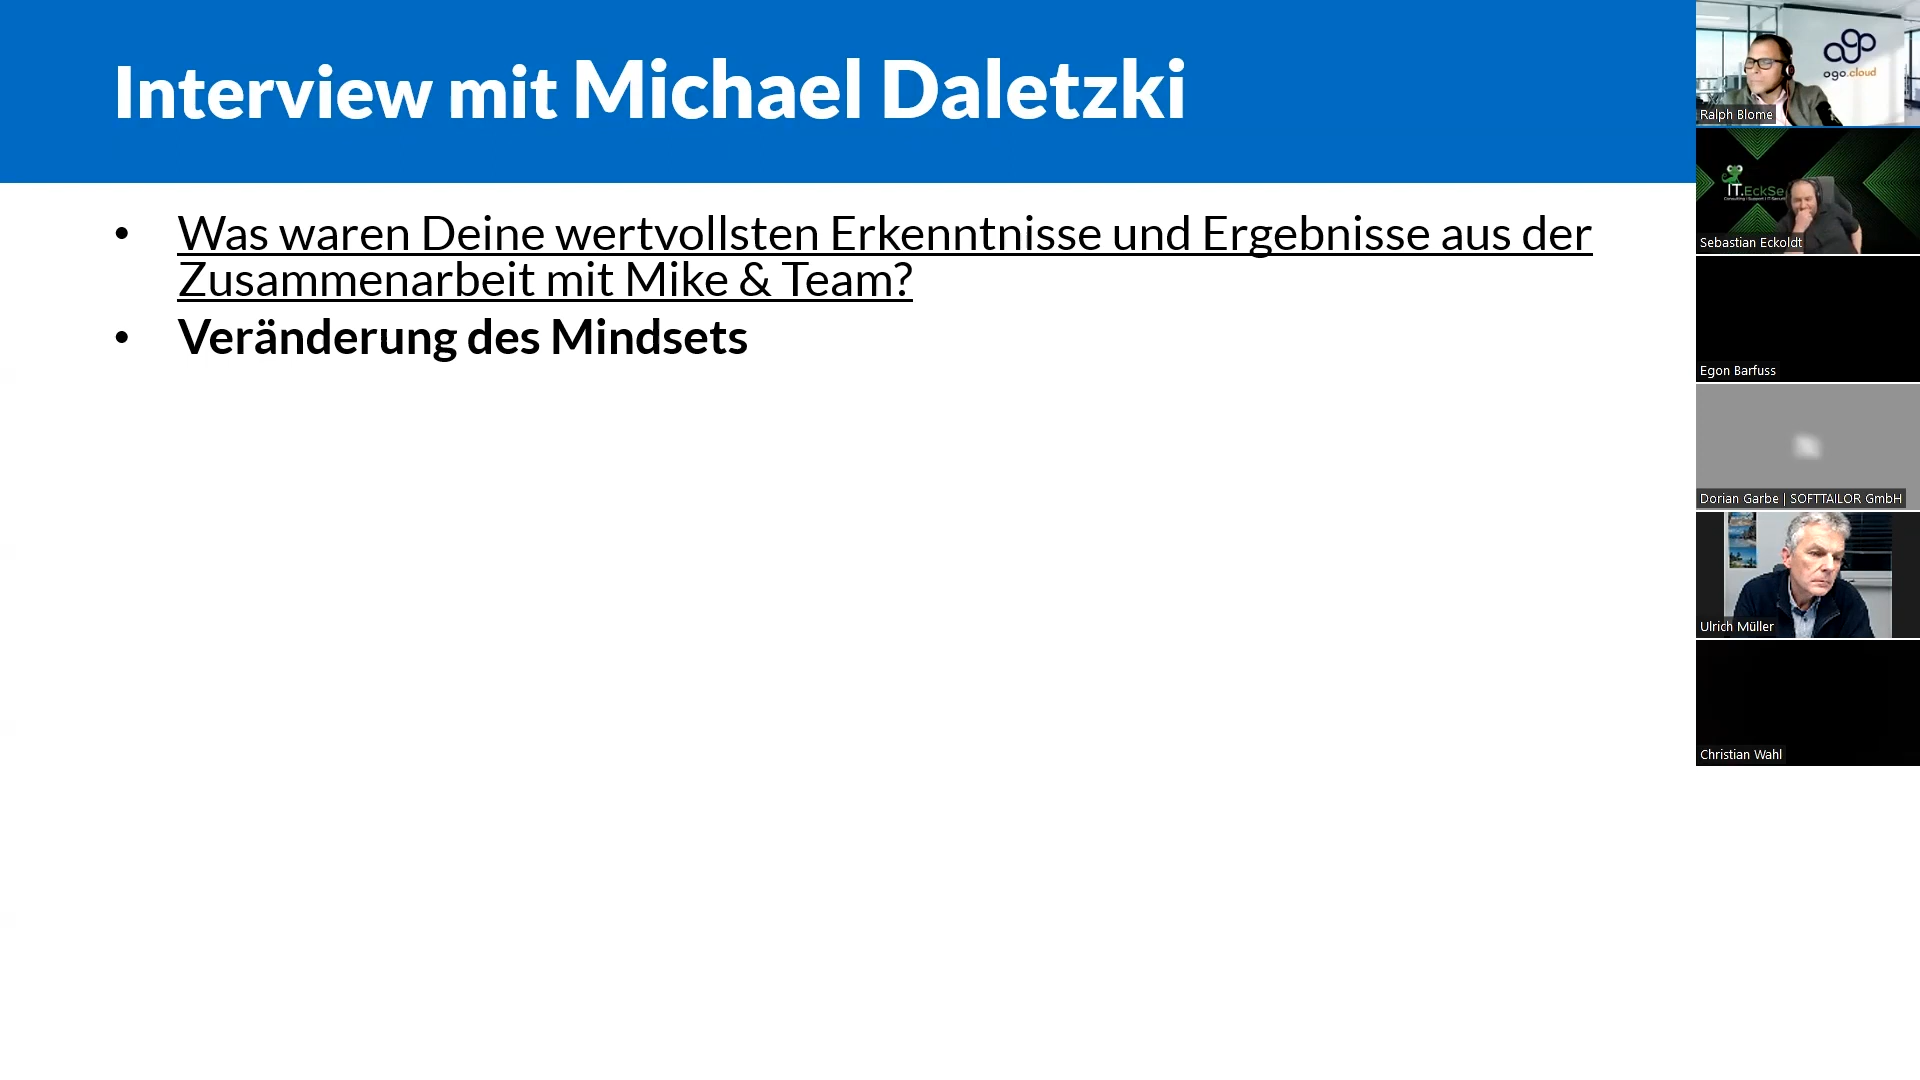 Interview mit Michael Daletzki
• Was waren Deine wertvollsten Erkenntnisse und Ergebnisse aus der
Zusammenarbeit mit Mike & Team?
• Veränderung des Mindsets
ogo.cloud
Ralph Blome
IT.EckSe
Sebastian Eckoldt
Egon Barfuss
Dorian Garbe | SOFTTAILOR GmbH
Ulrich Müller
Christian Wahl